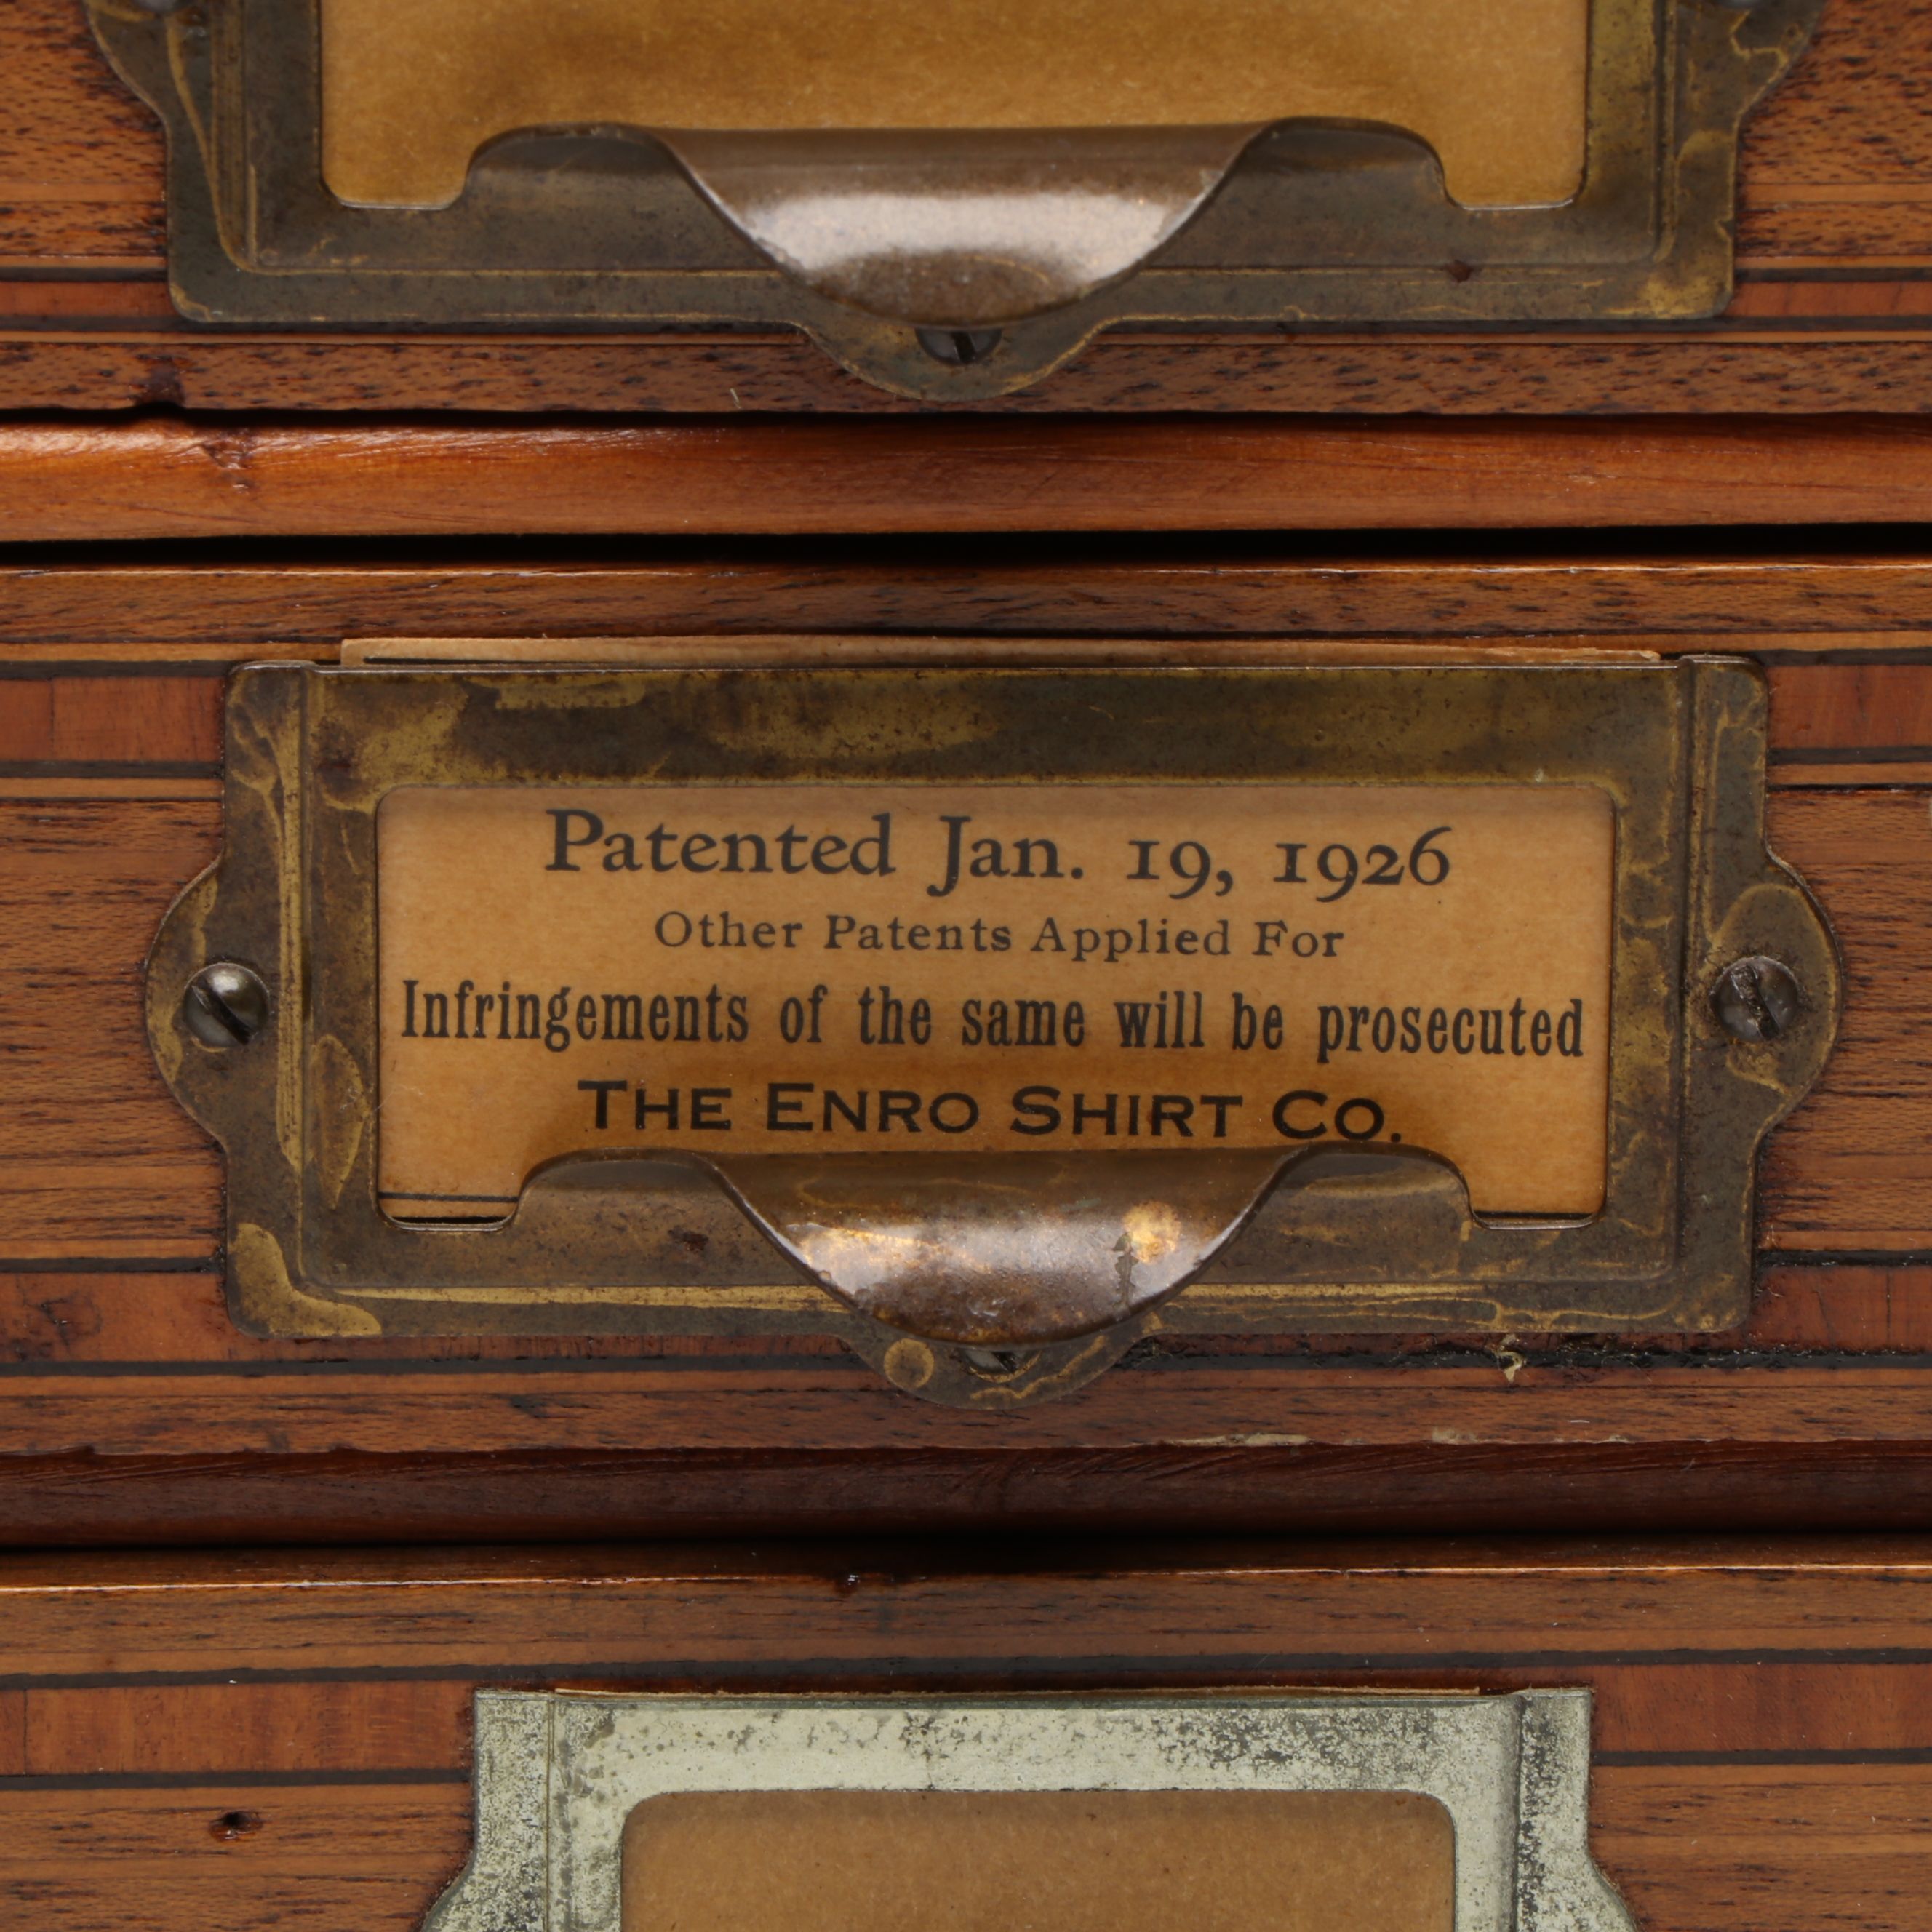 Patented Jan. 19, 1926
Other Patents Applied For
Infringements of the same will be prosecuted
THE ENRO SHIRT CO.